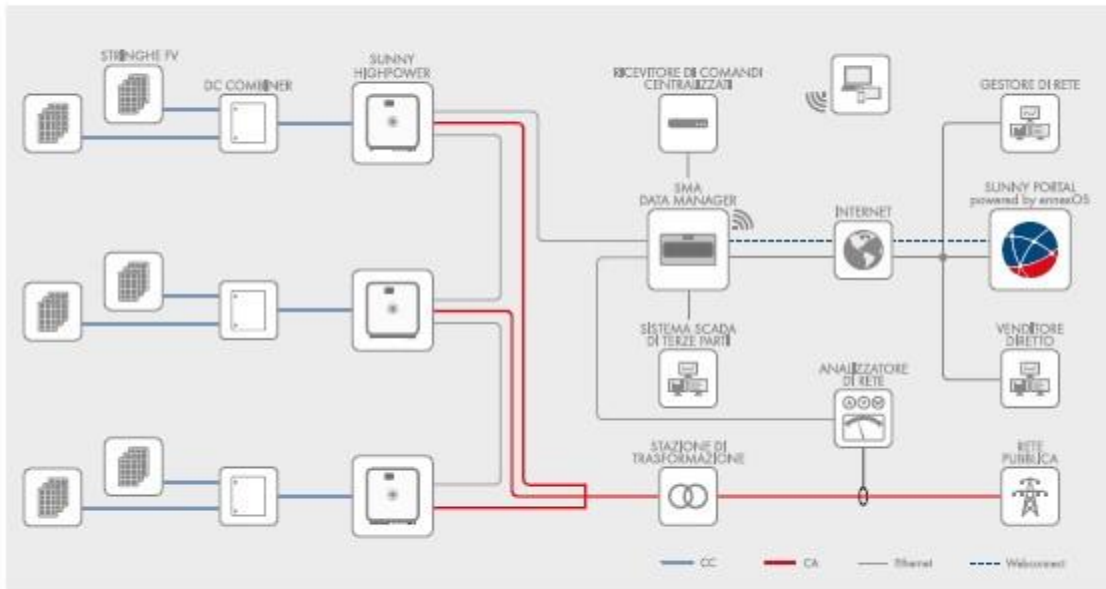 STRINGHE FV
DC COMBINER
SUNNY
HIGHPOWER
RICEVITORE DI COMANDI
CENTRALIZZATI
GESTORE DI RETE
SMA
DATA MANAGER
INTERNET
SUNNY PORTAL
powered by ennexOS
SISTEMA SCADA
DI TERZE PARTI
ANALIZZATORE
DI RETE
VENDITORE
DIRETTO
STAZIONE DI
TRASFORMAZIONE
RETE
PUBBLICA
CC
CA
Ethernet
Webconnect